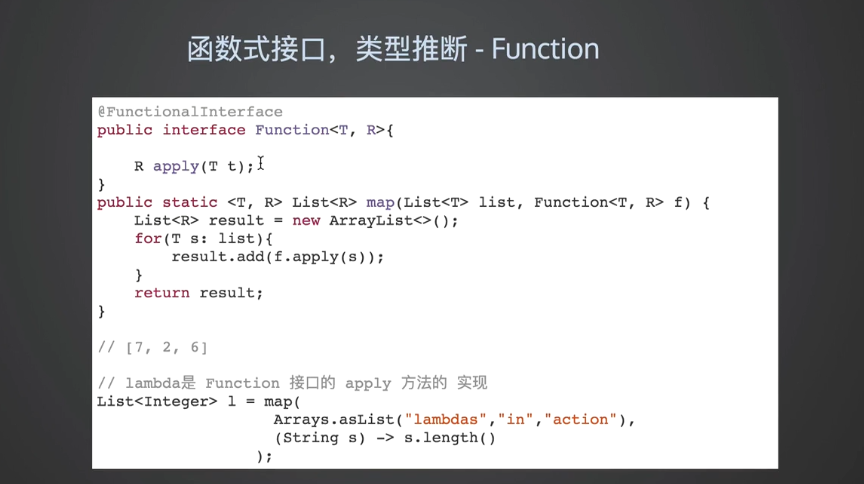 函数式接口，类型推断 - Function
@FunctionalInterface
public interface Function<T, R>{
    R apply(T t);
}
public static <T, R> List<R> map(List<T> list, Function<T, R> f) {
    List<R> result = new ArrayList<>();
    for(T s: list){
        result.add(f.apply(s));
    }
    return result;
}
// [7, 2, 6]
// lambda是 Function 接口的 apply 方法的 实现
List<Integer> l = map(
                   Arrays.asList("lambdas","in","action"),
                   (String s) -> s.length()
                 );